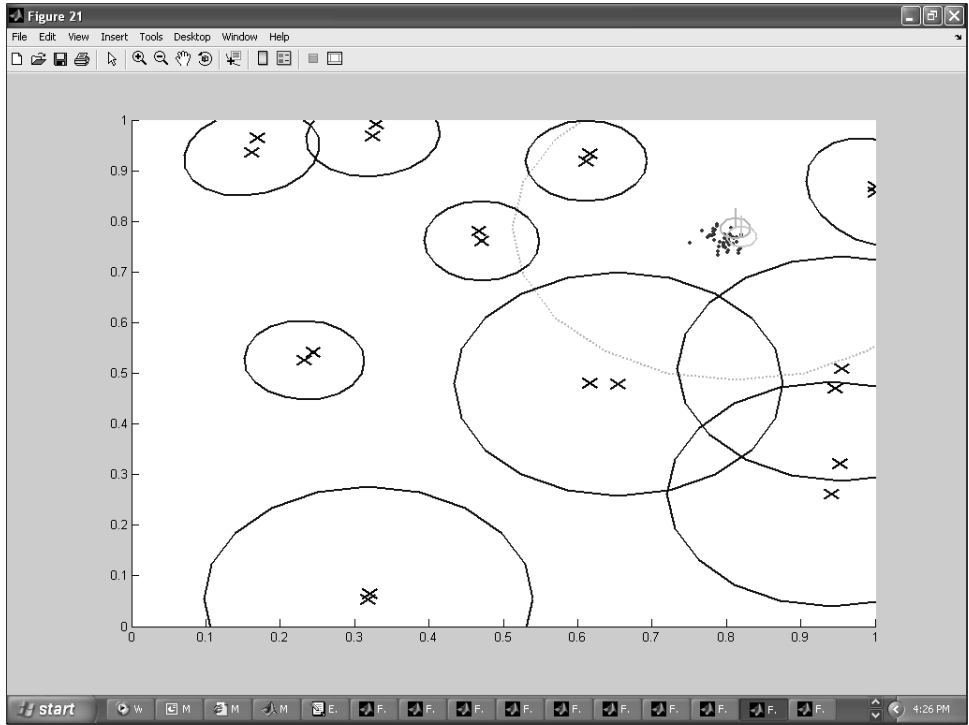 Figure 21
File Edit View Insert Tools Desktop Window Help
1
0.9
0.8
0.7
0.6
0.5
0.4
0.3
0.2
0.1
0
0 0.1 0.2 0.3 0.4 0.5 0.6 0.7 0.8 0.9 1
start W M M M E. F. F. F. F. F. F. F. F. F. F. 4:26 PM